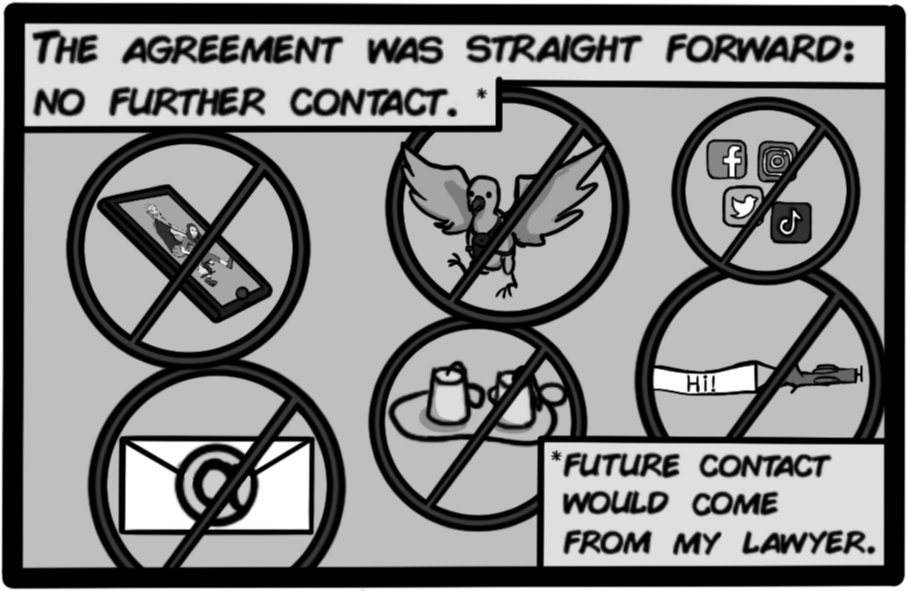 THE AGREEMENT WAS STRAIGHT FORWARD:
NO FURTHER CONTACT. *
Hi!
*FUTURE CONTACT
WOULD COME
FROM MY LAWYER.